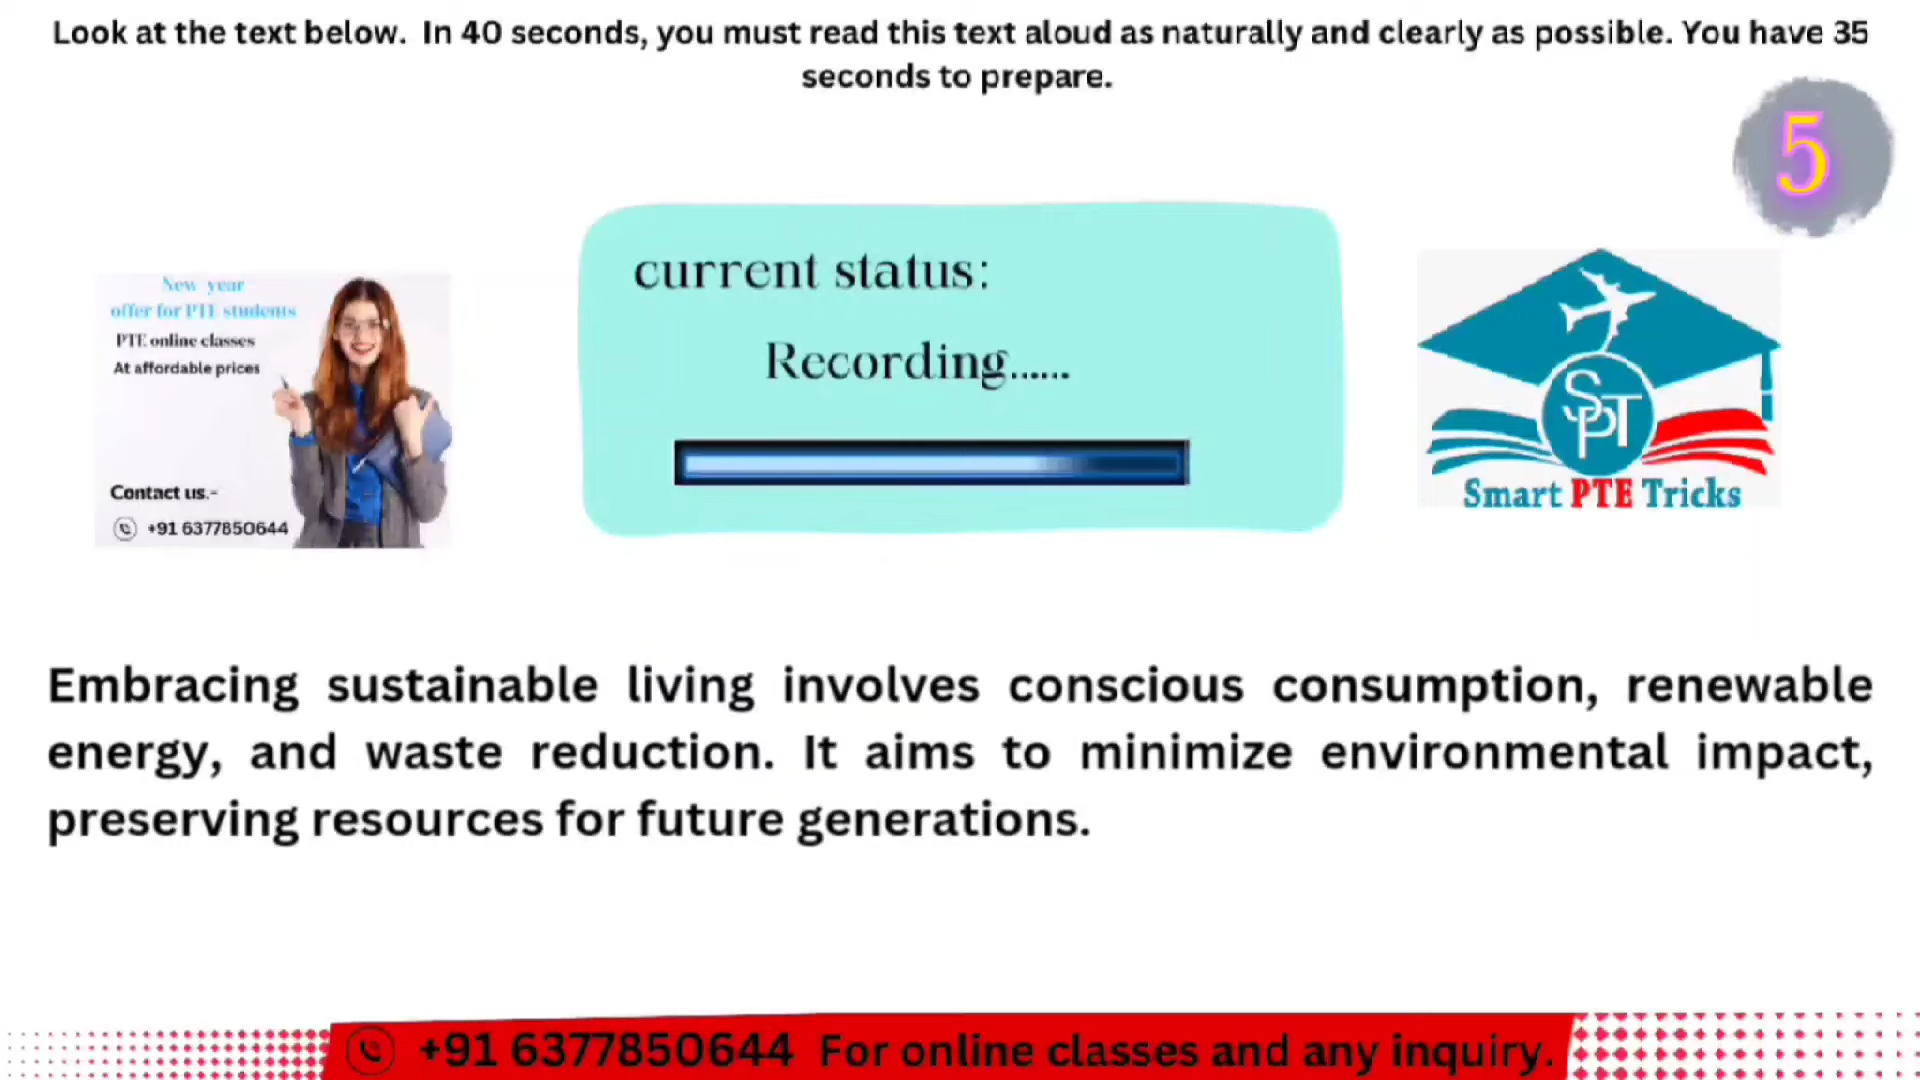 Look at the text below. In 40 seconds, you must read this text aloud as naturally and clearly as possible. You have 35
seconds to prepare.
5
current status:
Recording......
New year
offer for PTE students
PTE online classes
At affordable prices
Contact us.-
+91 6377850644
SPT
Smart PTE Tricks
Embracing sustainable living involves conscious consumption, renewable
energy, and waste reduction. It aims to minimize environmental impact,
preserving resources for future generations.
+91 6377850644 For online classes and any inquiry.